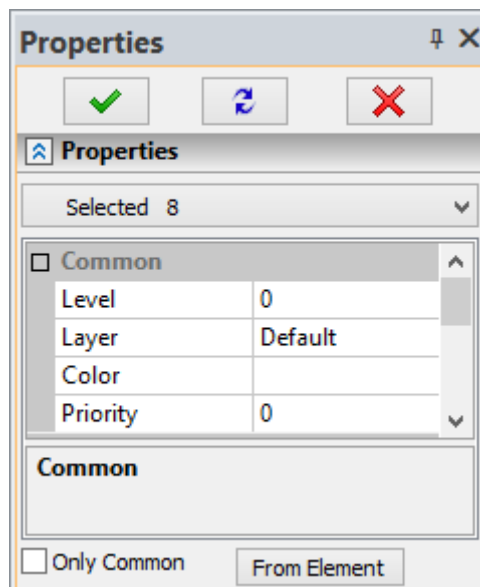 Properties
Properties
Selected 8
Common
Level 0
Layer Default
Color
Priority 0
Common
Only Common From Element